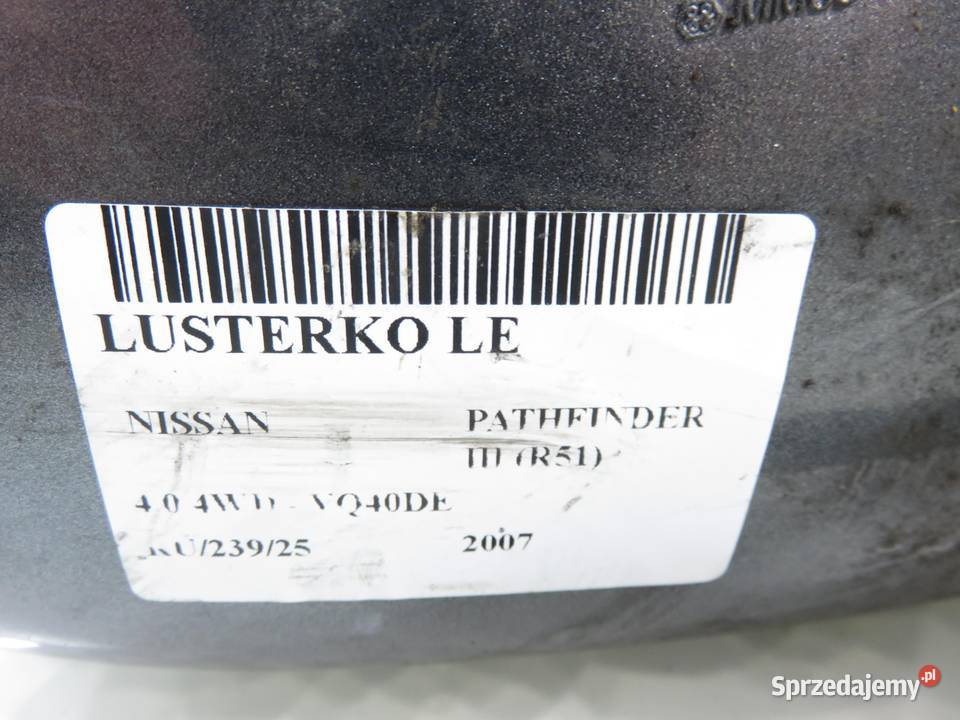 LUSTERKO LE
NISSAN PATHFINDER
III (R51)
4.0 4WD - VQ40DE
KU/239/25 2007
Sprzedajemy.pl